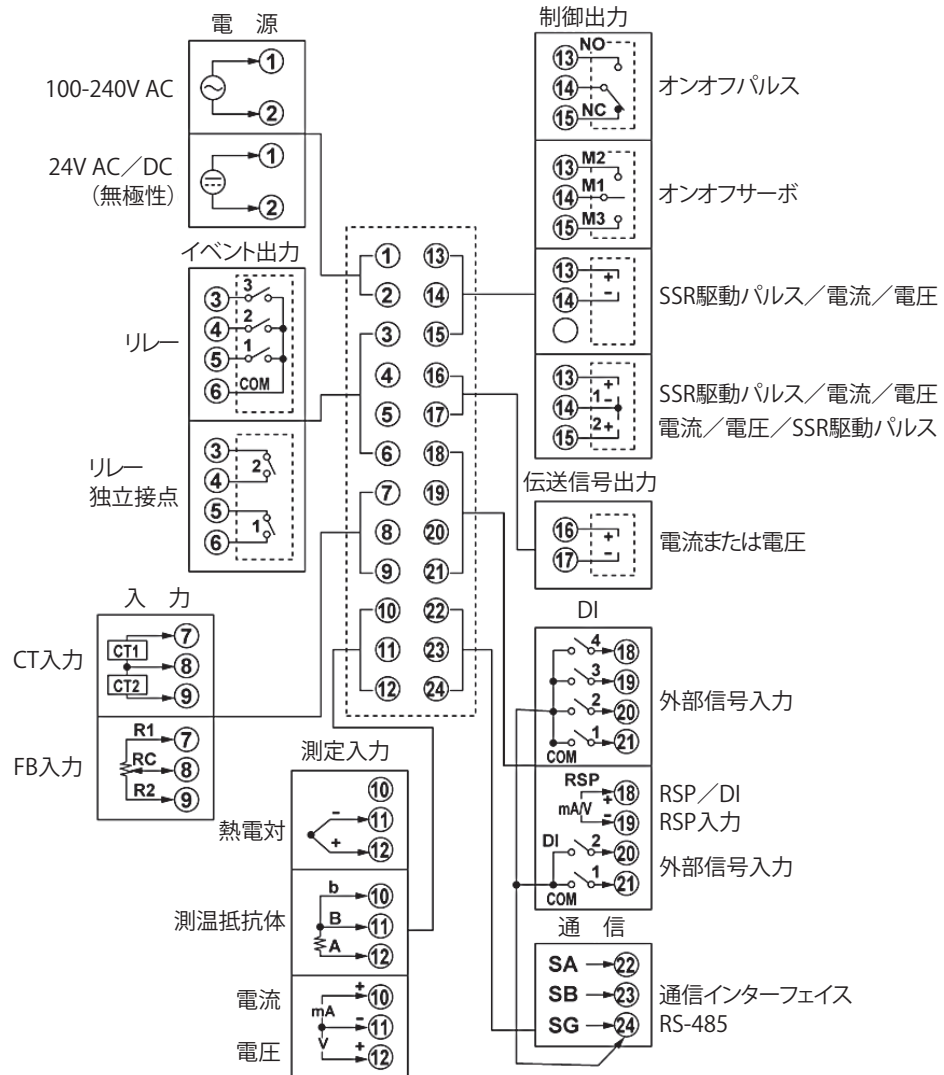 電　源
100-240V AC
①
②
24V AC／DC
（無極性）
①
②
イベント出力
リレー
③ 3
④ 2
⑤ 1
⑥ COM
リレー
独立接点
③
④ 2
⑤
⑥ 1
入　力
CT入力
CT1 ⑦
⑧
CT2 ⑨
FB入力
R1 ⑦
RC ⑧
R2 ⑨
① ⑬
② ⑭
③ ⑮
④ ⑯
⑤ ⑰
⑥ ⑱
⑦ ⑲
⑧ ⑳
⑨ ㉑
⑩ ㉒
⑪ ㉓
⑫ ㉔
測定入力
熱電対
⑩
- ⑪
+ ⑫
測温抵抗体
b ⑩
B ⑪
A ⑫
電流
電圧
+ ⑩
mA
- ⑪
V
+ ⑫
制御出力
⑬ NO
⑭
⑮ NC
オンオフパルス
⑬ M2
⑭ M1
⑮ M3
オンオフサーボ
⑬ +
⑭ -
SSR駆動パルス／電流／電圧
⑬ +
⑭ 1 -
⑮ 2 +
SSR駆動パルス／電流／電圧
電流／電圧／SSR駆動パルス
伝送信号出力
⑯ +
⑰ -
電流または電圧
DI
4 ⑱
3 ⑲
2 ⑳
1 ㉑
COM
外部信号入力
RSP ⑱
mA/V + -
⑲
DI 2 ⑳
1 ㉑
COM
RSP／DI
RSP入力
外部信号入力
通　信
SA ㉒
SB ㉓
SG ㉔
通信インターフェイス
RS-485